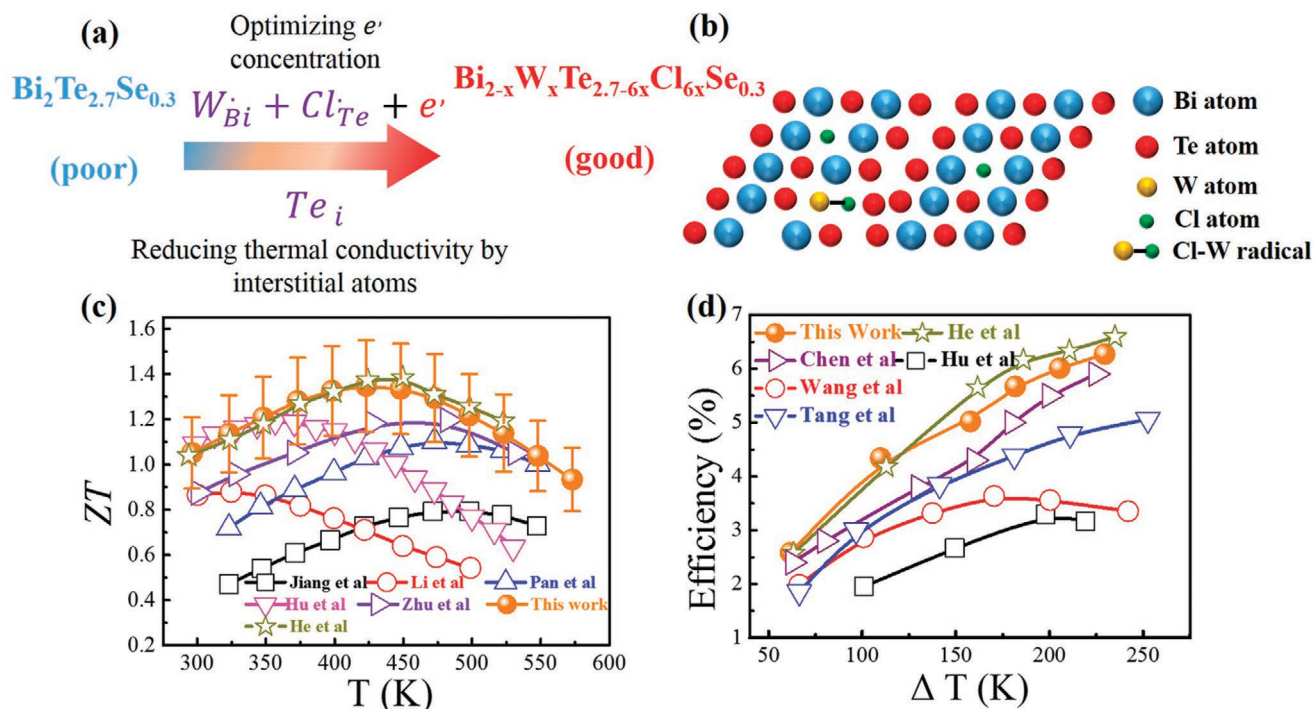 (a)
Optimizing e′
concentration
Bi2Te2.7Se0.3
W˙Bi + Cl˙Te + e′
Bi2-xWxTe2.7-6xCl6xSe0.3
(poor)
(good)
Tei
Reducing thermal conductivity by
interstitial atoms
(b)
Bi atom
Te atom
W atom
Cl atom
Cl-W radical
(c)
ZT
1.6
1.4
1.2
1.0
0.8
0.6
0.4
0.2
Jiang et al
Li et al
Pan et al
Hu et al
Zhu et al
This work
He et al
300 350 400 450 500 550 600
T (K)
(d)
Efficiency (%)
7
6
5
4
3
2
1
This Work
He et al
Chen et al
Hu et al
Wang et al
Tang et al
50 100 150 200 250
Δ T (K)